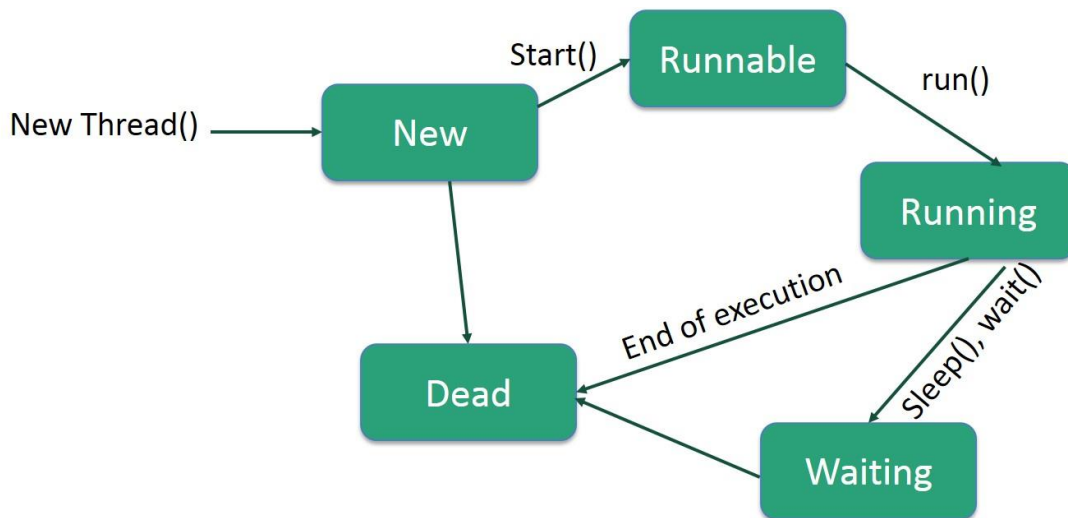 Start()
Runnable
run()
New Thread()
New
Running
End of execution
Sleep(), wait()
Dead
Waiting